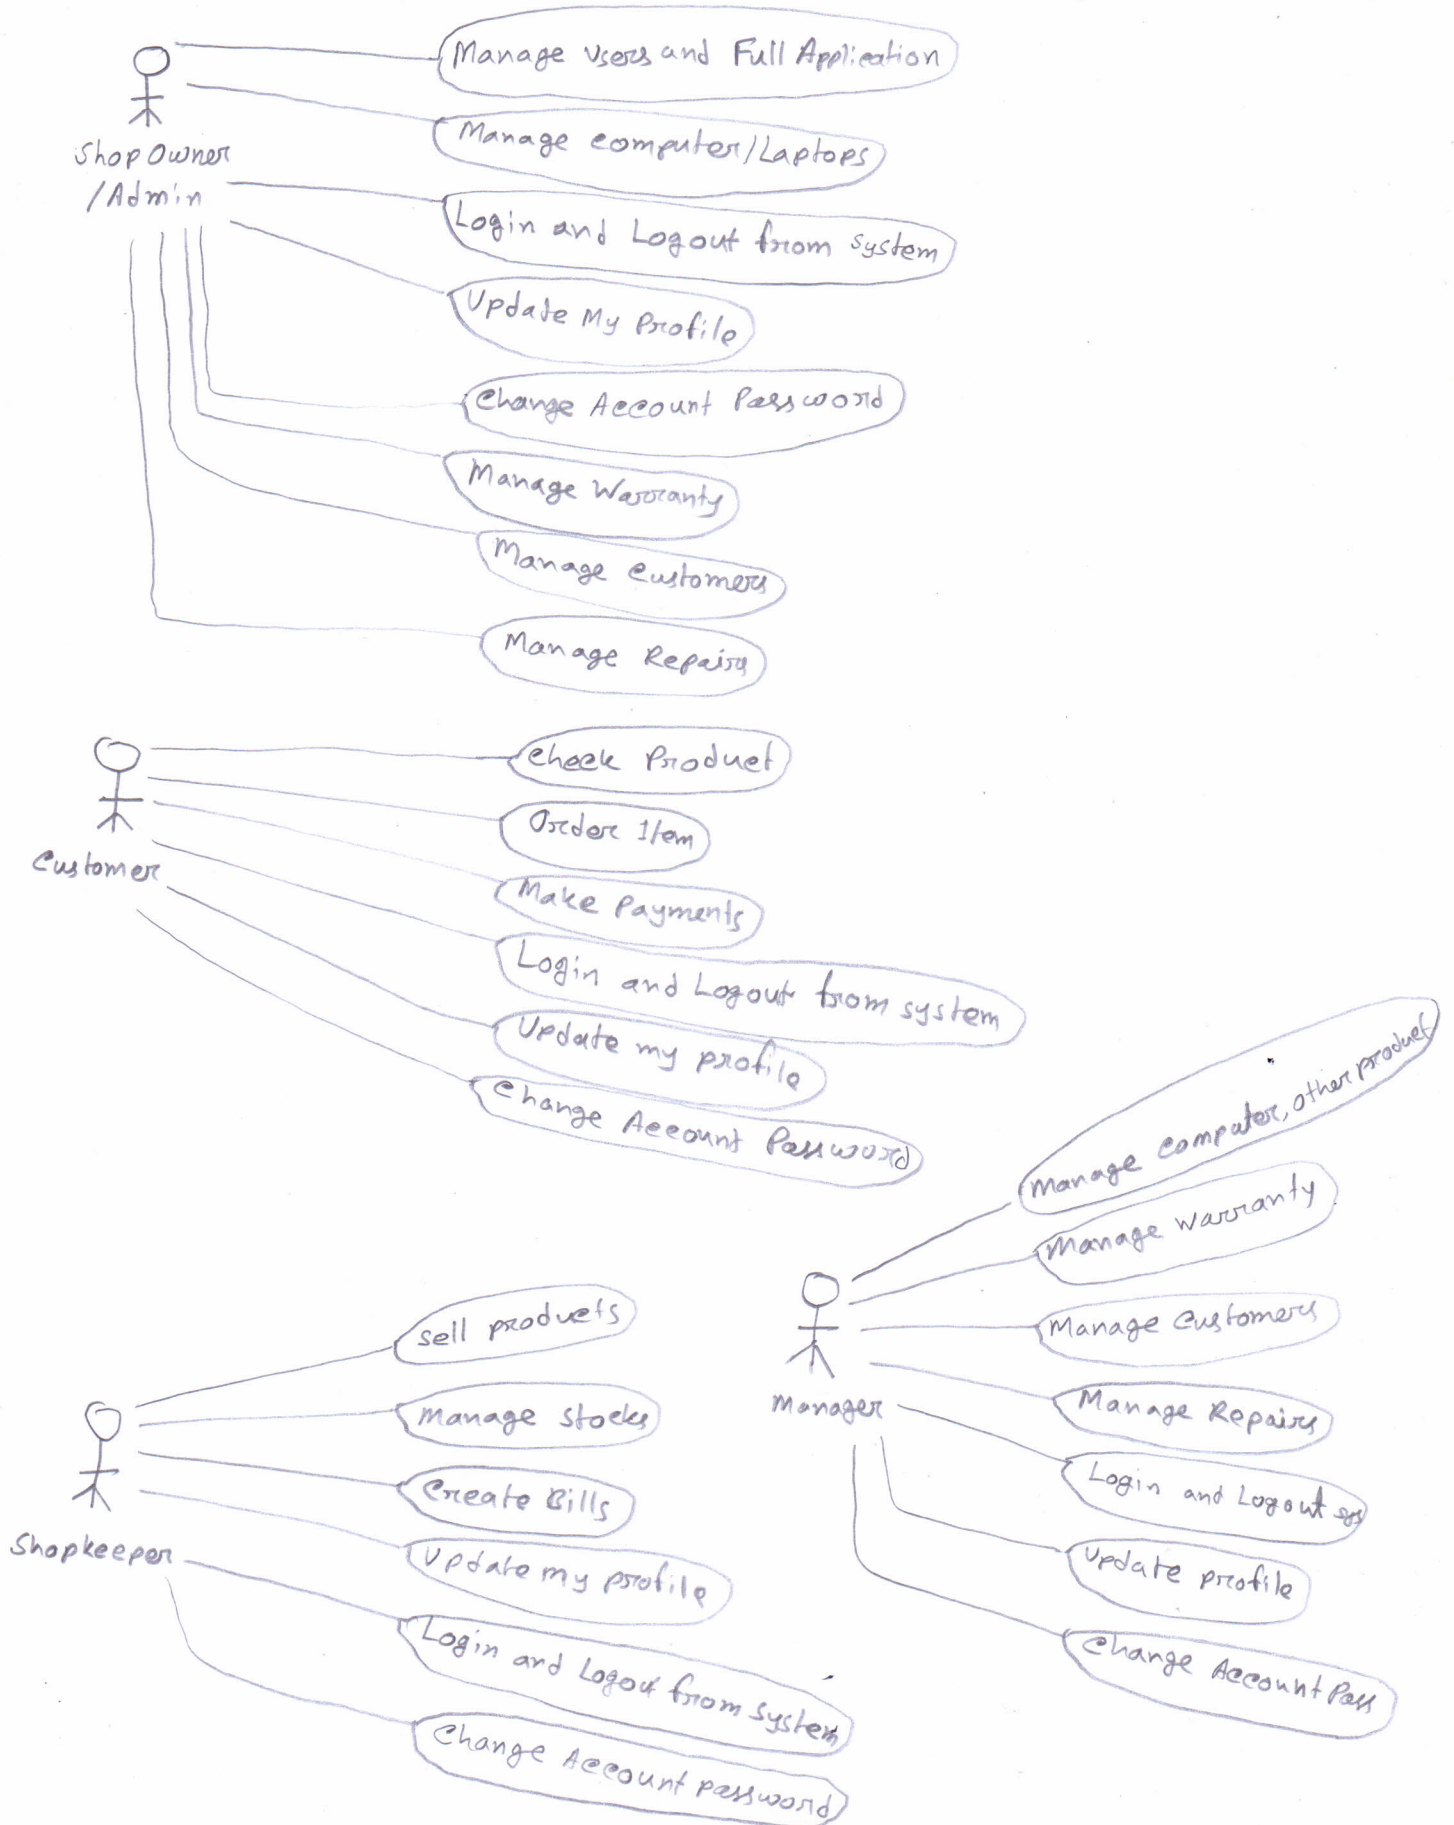 Manage Users and Full Application
Manage Computer/Laptops
Shop Owner
/Admin
Login and Logout from system
Update My Profile
Change Account Password
Manage Warranty
Manage Customers
Manage Repairs
Check Product
Order Item
Customer
Make Payments
Login and Logout from system
Update my profile
Change Account Password
Manage Computer, other product
Manage Warranty
Manage Customers
Manager
Manage Repairs
Login and Logout sys
Update profile
Change Account Pass
Sell products
Manage Stocks
Create Bills
Shopkeeper
Update my profile
Login and Logout from system
Change Account password